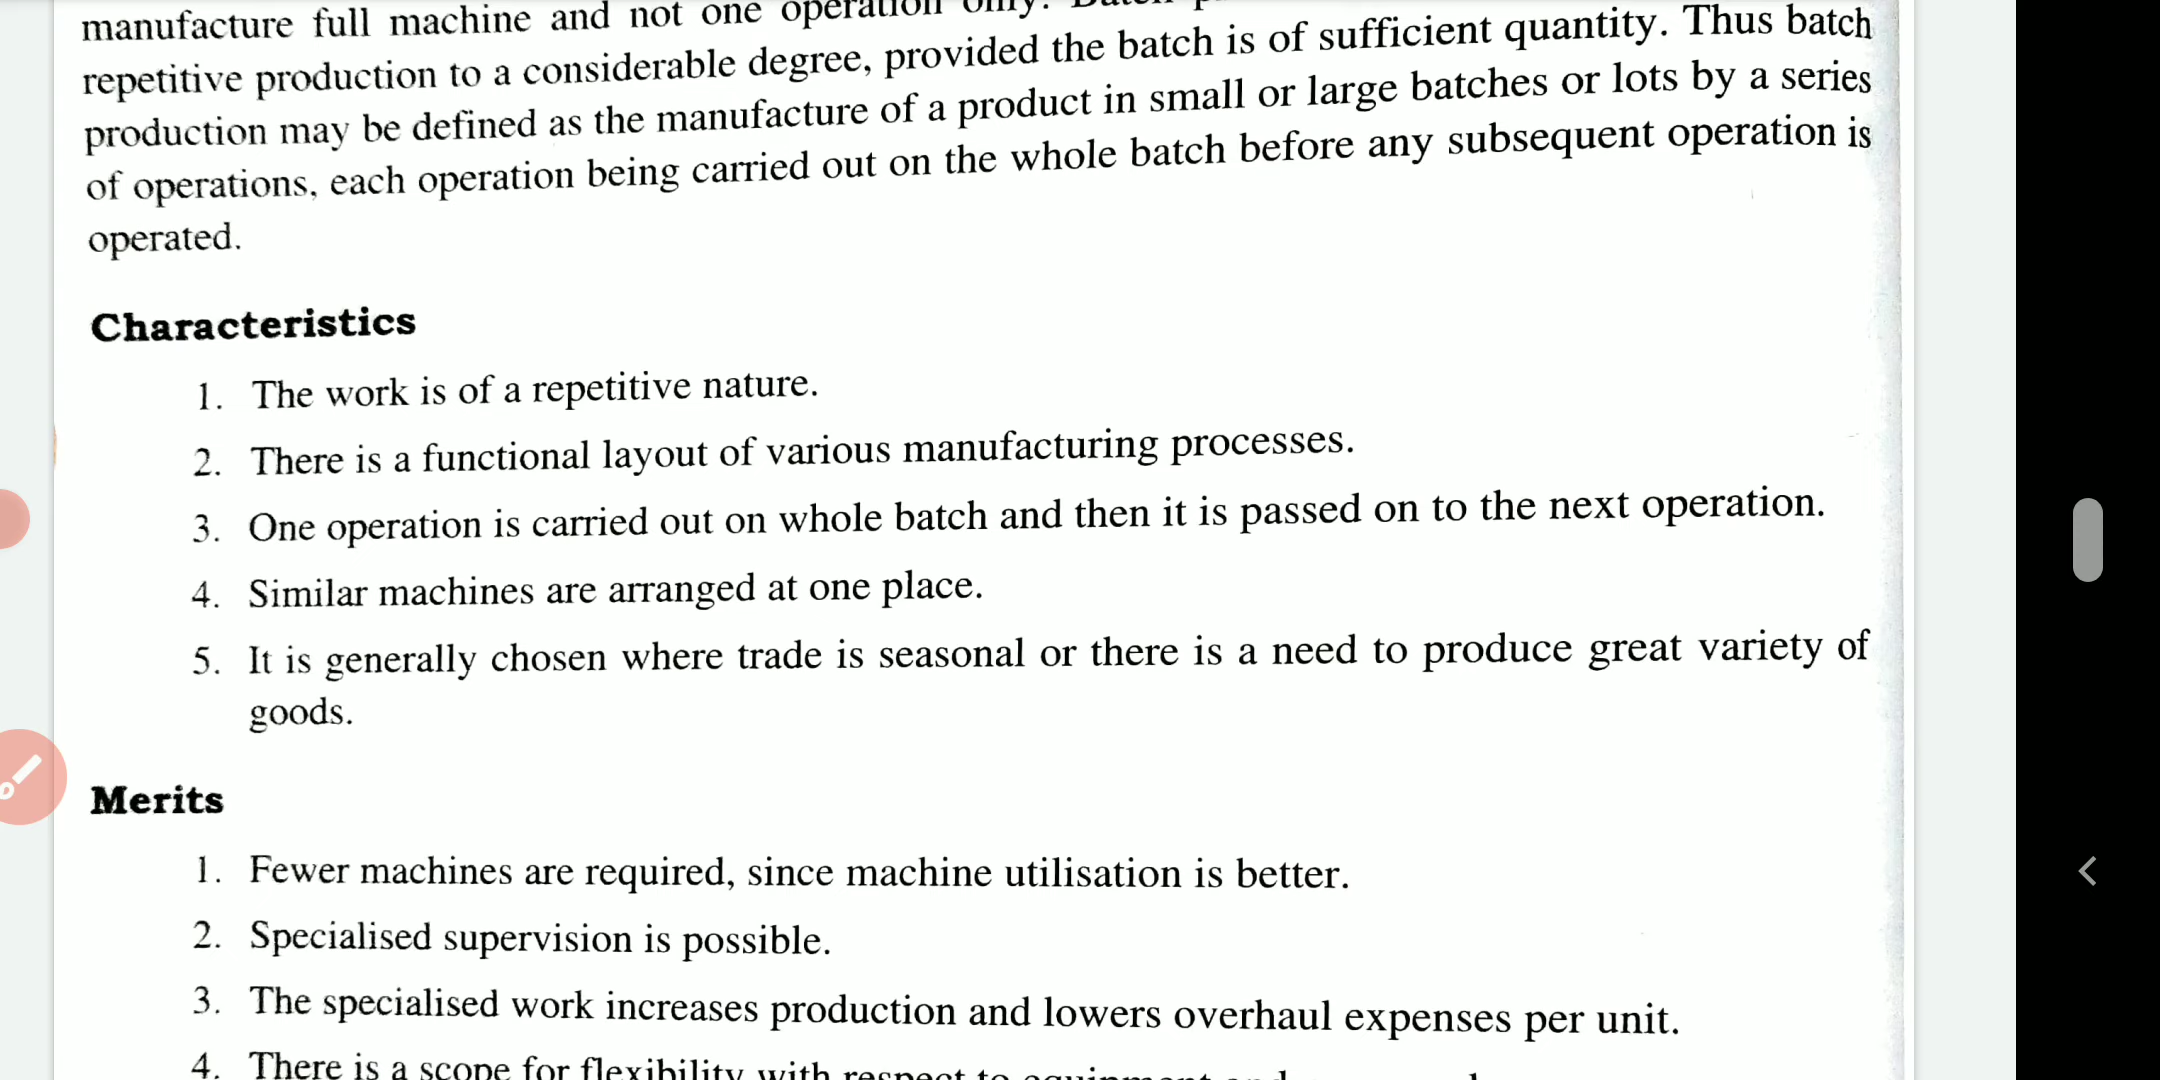 manufacture full machine and not one operation only.
repetitive production to a considerable degree, provided the batch is of sufficient quantity. Thus batch
production may be defined as the manufacture of a product in small or large batches or lots by a series
of operations, each operation being carried out on the whole batch before any subsequent operation is
operated.
Characteristics
1. The work is of a repetitive nature.
2. There is a functional layout of various manufacturing processes.
3. One operation is carried out on whole batch and then it is passed on to the next operation.
4. Similar machines are arranged at one place.
5. It is generally chosen where trade is seasonal or there is a need to produce great variety of
goods.
Merits
1. Fewer machines are required, since machine utilisation is better.
2. Specialised supervision is possible.
3. The specialised work increases production and lowers overhaul expenses per unit.
4. There is a scope for flexibility with respect to equipment